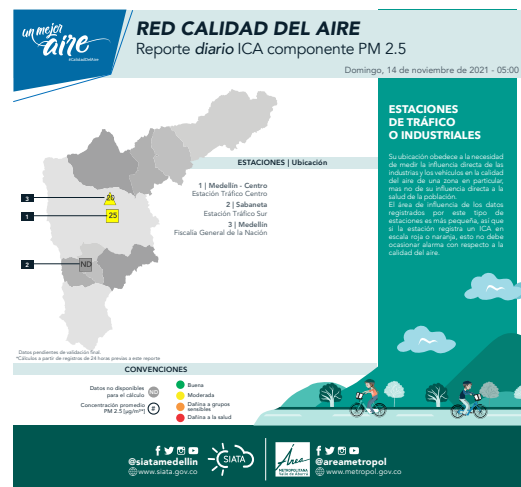 un mejor
aire
#CalidadDelAire
RED CALIDAD DEL AIRE
Reporte diario ICA componente PM 2.5
Domingo, 14 de noviembre de 2021 - 05:00
ESTACIONES | Ubicación
1 | Medellín - Centro
Estación Tráfico Centro
2 | Sabaneta
Estación Tráfico Sur
3 | Medellín
Fiscalía General de la Nación
3
20
1
25
2
ND
ESTACIONES
DE TRÁFICO
O INDUSTRIALES
Su ubicación obedece a la necesidad
de medir la influencia directa de las
industrias y los vehículos en la calidad
del aire de una zona en particular,
mas no de su influencia directa a la
salud de la población.
El área de influencia de los datos
registrados por este tipo de
estaciones es más pequeña, así que
si la estación registra un ICA en
escala roja o naranja, esto no debe
ocasionar alarma con respecto a la
calidad del aire.
Datos pendientes de validación final.
*Cálculos a partir de registros de 24 horas previas a este reporte
CONVENCIONES
Datos no disponibles
para el cálculo
ND
Concentración promedio
PM 2.5 [µg/m³]
#
Buena
Moderada
Dañina a grupos
sensibles
Dañina a la salud
@siatamedellin
www.siata.gov.co
SIATA
Área
METROPOLITANA
Valle de Aburrá
@areametropol
www.metropol.gov.co